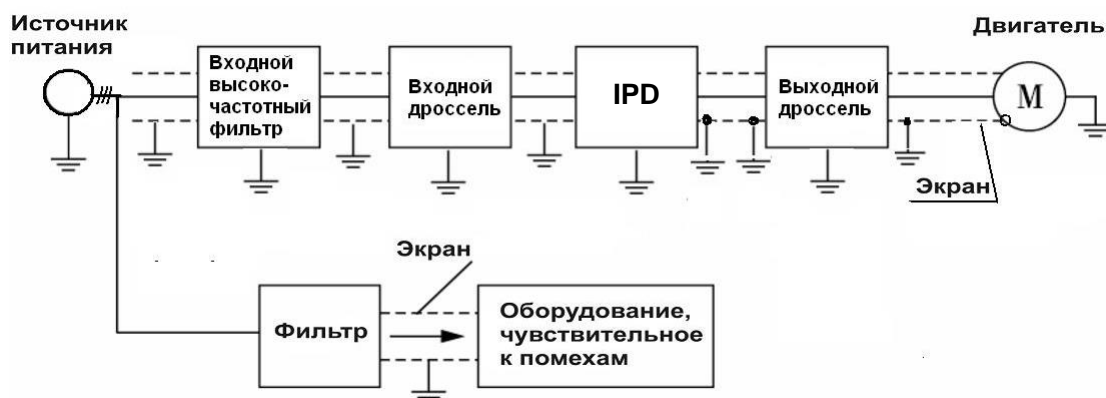 Источник
питания
Двигатель
Входной
высоко-
частотный
фильтр
Входной
дроссель
IPD
Выходной
дроссель
M
Экран
Экран
Фильтр
Оборудование,
чувствительное
к помехам